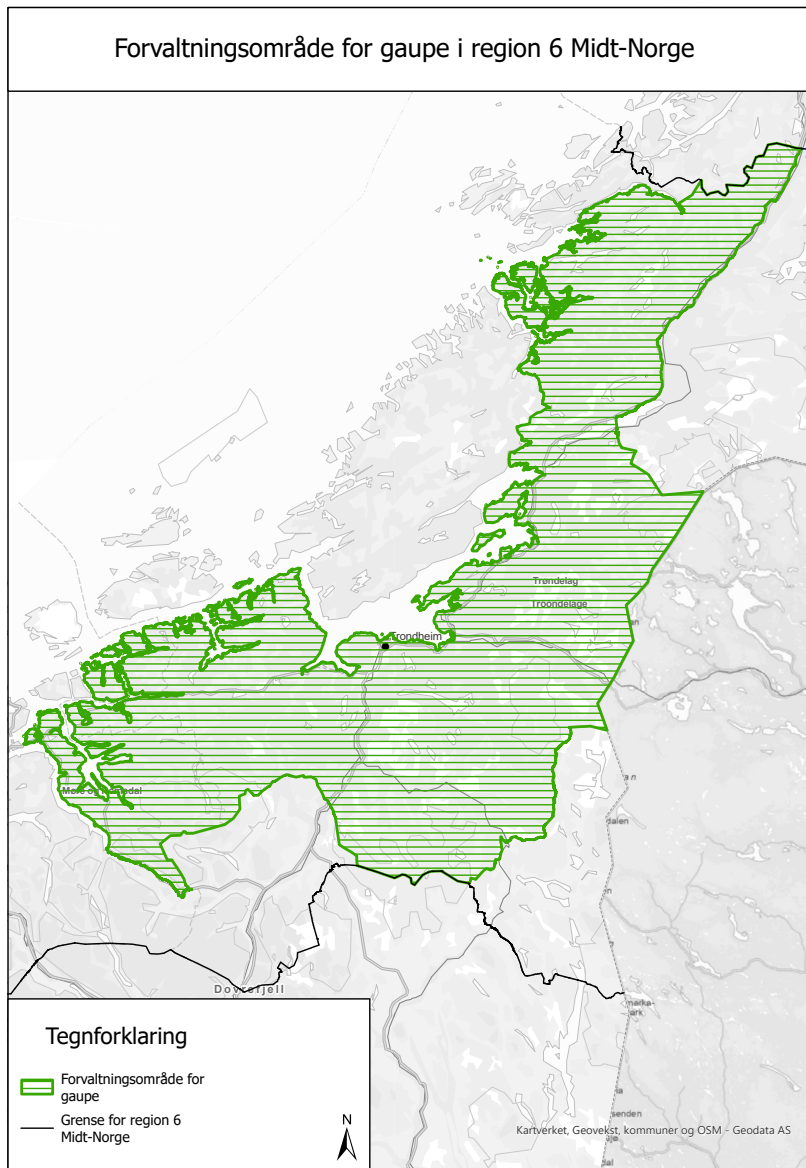 Forvaltningsområde for gaupe i region 6 Midt-Norge
Trøndelag
Troondelage
Trondheim
Møre og Romsdal
Dovrefjell
Tegnforklaring
Forvaltningsområde for
gaupe
Grense for region 6
Midt-Norge
N
Kartverket, Geovekst, kommuner og OSM - Geodata AS